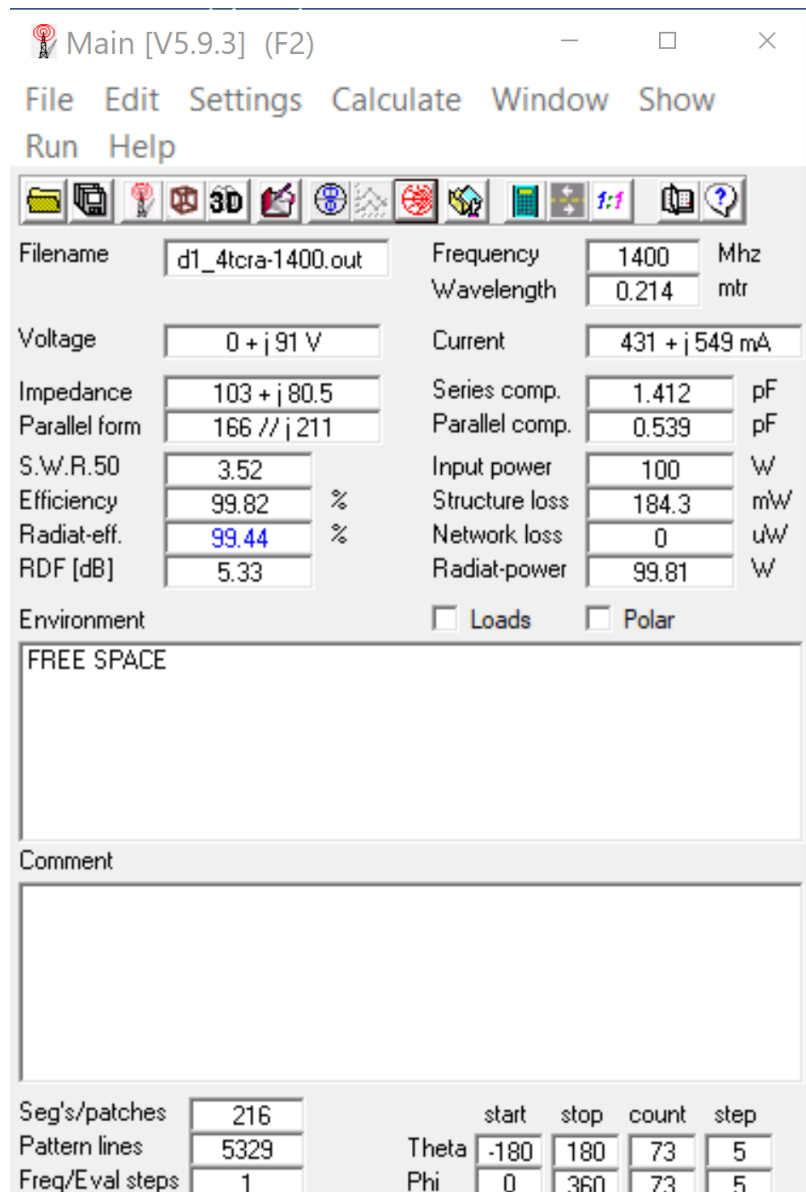 Main [V5.9.3] (F2)
File Edit Settings Calculate Window Show
Run Help
3D 1:1
Filename d1_4tcra-1400.out Frequency 1400 Mhz
Wavelength 0.214 mtr
Voltage 0 + j 91 V Current 431 + j 549 mA
Impedance 103 + j 80.5 Series comp. 1.412 pF
Parallel form 166 // j 211 Parallel comp. 0.539 pF
S.W.R.50 3.52 Input power 100 W
Efficiency 99.82 % Structure loss 184.3 mW
Radiat-eff. 99.44 % Network loss 0 uW
RDF [dB] 5.33 Radiat-power 99.81 W
Environment Loads Polar
FREE SPACE
Comment
Seg's/patches 216 start stop count step
Pattern lines 5329 Theta -180 180 73 5
Freq/Eval steps 1 Phi 0 360 73 5